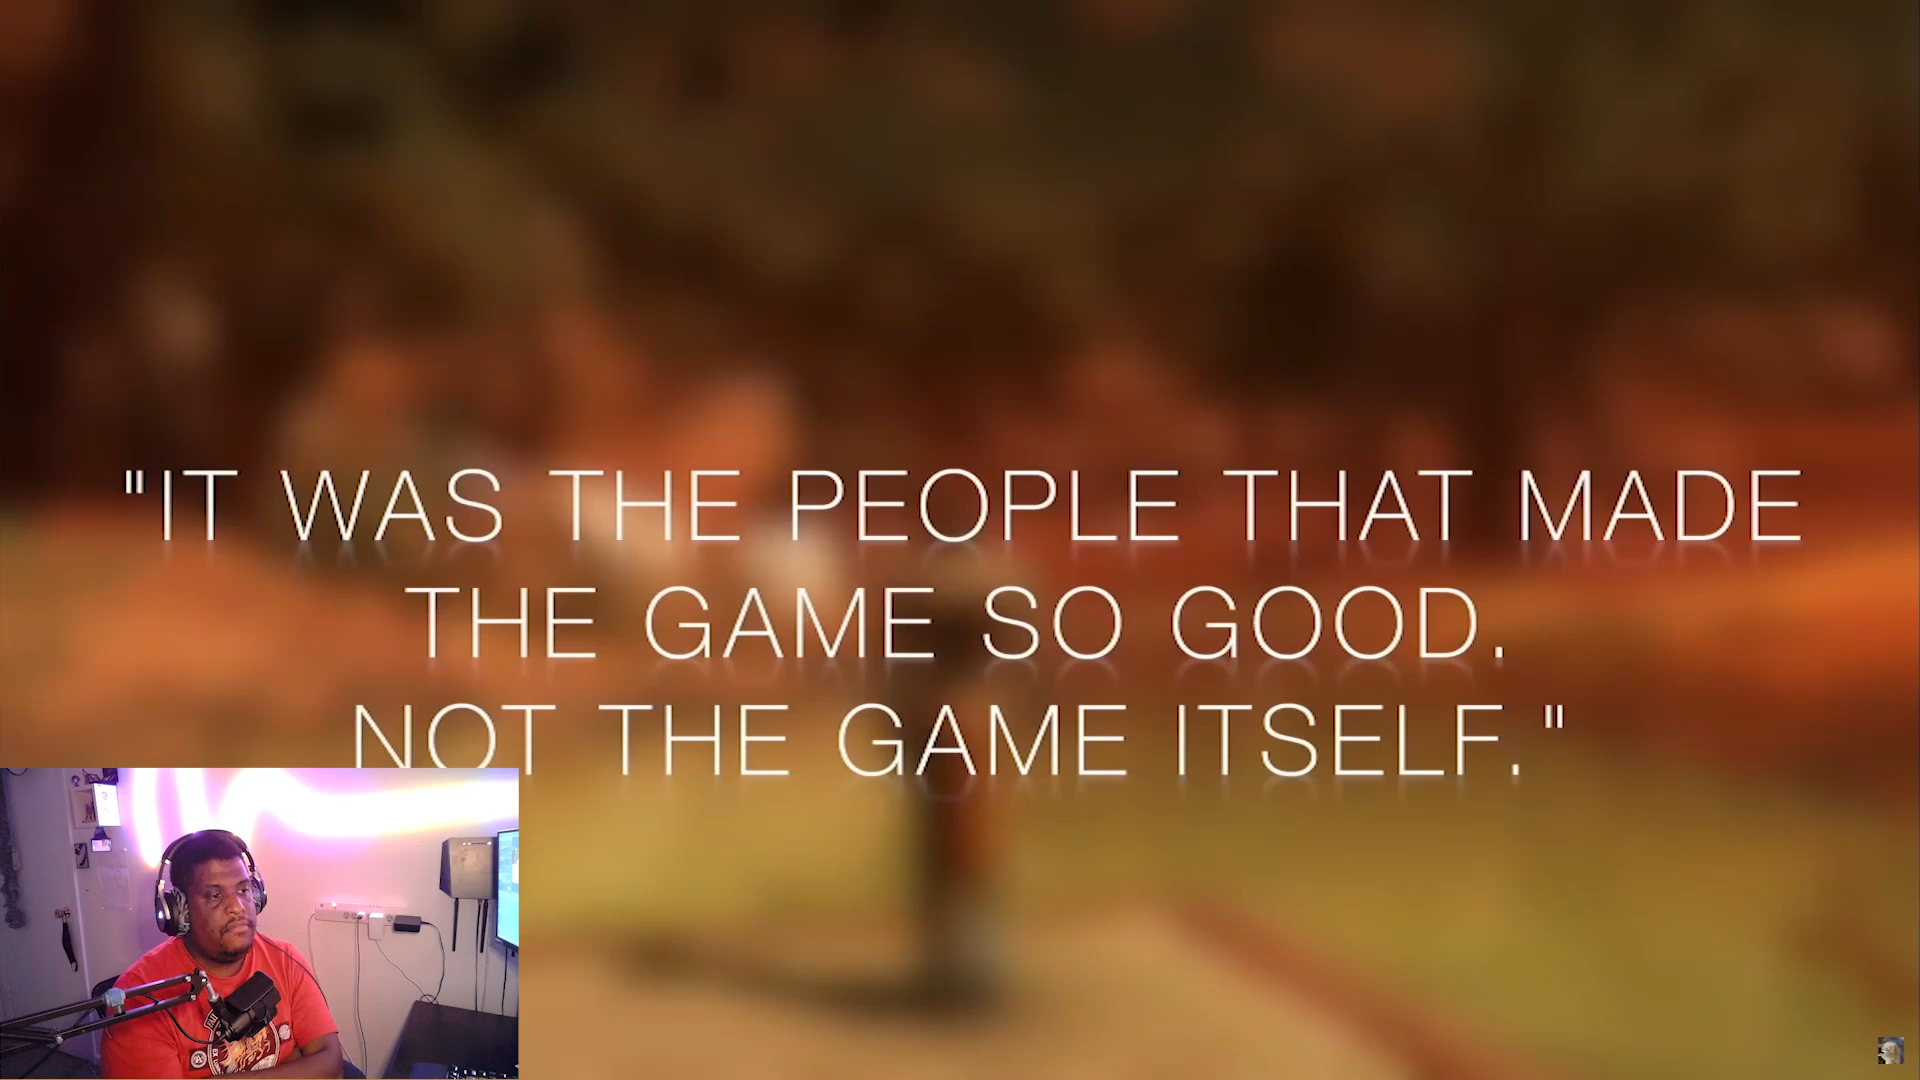 "IT WAS THE PEOPLE THAT MADE
THE GAME SO GOOD.
NOT THE GAME ITSELF."